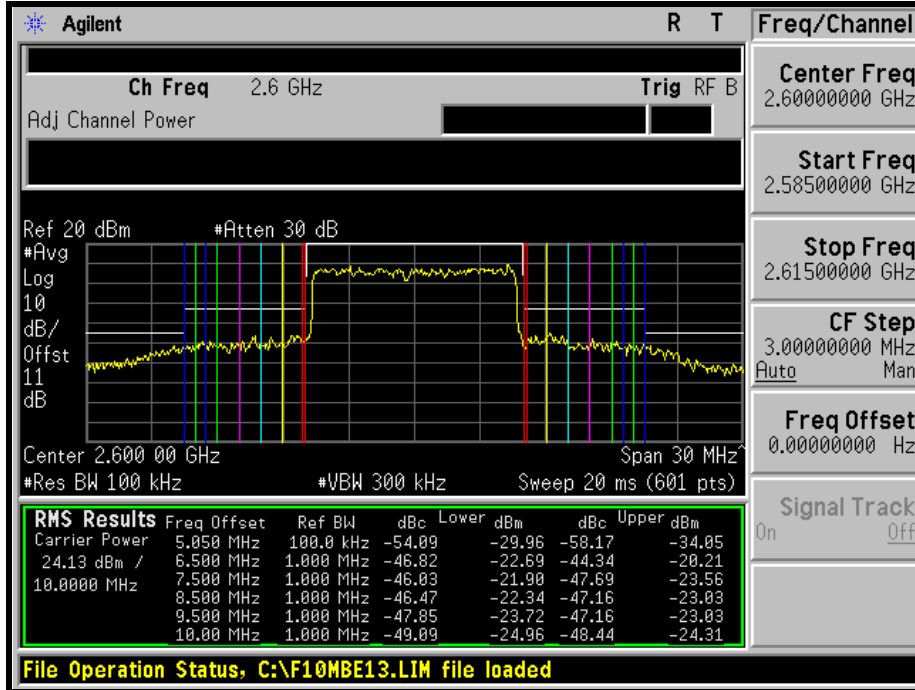 Agilent R T Freq/Channel
Ch Freq 2.6 GHz Trig RF B
Adj Channel Power
Center Freq
2.60000000 GHz
Start Freq
2.58500000 GHz
Stop Freq
2.61500000 GHz
CF Step
3.00000000 MHz
Auto Man
Freq Offset
0.00000000 Hz
Signal Track
On Off
Ref 20 dBm #Atten 30 dB
#Avg
Log
10
dB/
Offst
11
dB
Center 2.600 00 GHz Span 30 MHz^
#Res BW 100 kHz #VBW 300 kHz Sweep 20 ms (601 pts)
RMS Results Freq Offset Ref BW dBc Lower dBm dBc Upper dBm
Carrier Power 5.050 MHz 100.0 kHz -54.09 -29.96 -58.17 -34.05
24.13 dBm / 6.500 MHz 1.000 MHz -46.82 -22.69 -44.34 -20.21
10.0000 MHz 7.500 MHz 1.000 MHz -46.03 -21.90 -47.69 -23.56
8.500 MHz 1.000 MHz -46.47 -22.34 -47.16 -23.03
9.500 MHz 1.000 MHz -47.85 -23.72 -47.16 -23.03
10.00 MHz 1.000 MHz -49.09 -24.96 -48.44 -24.31
File Operation Status, C:\F10MBE13.LIM file loaded